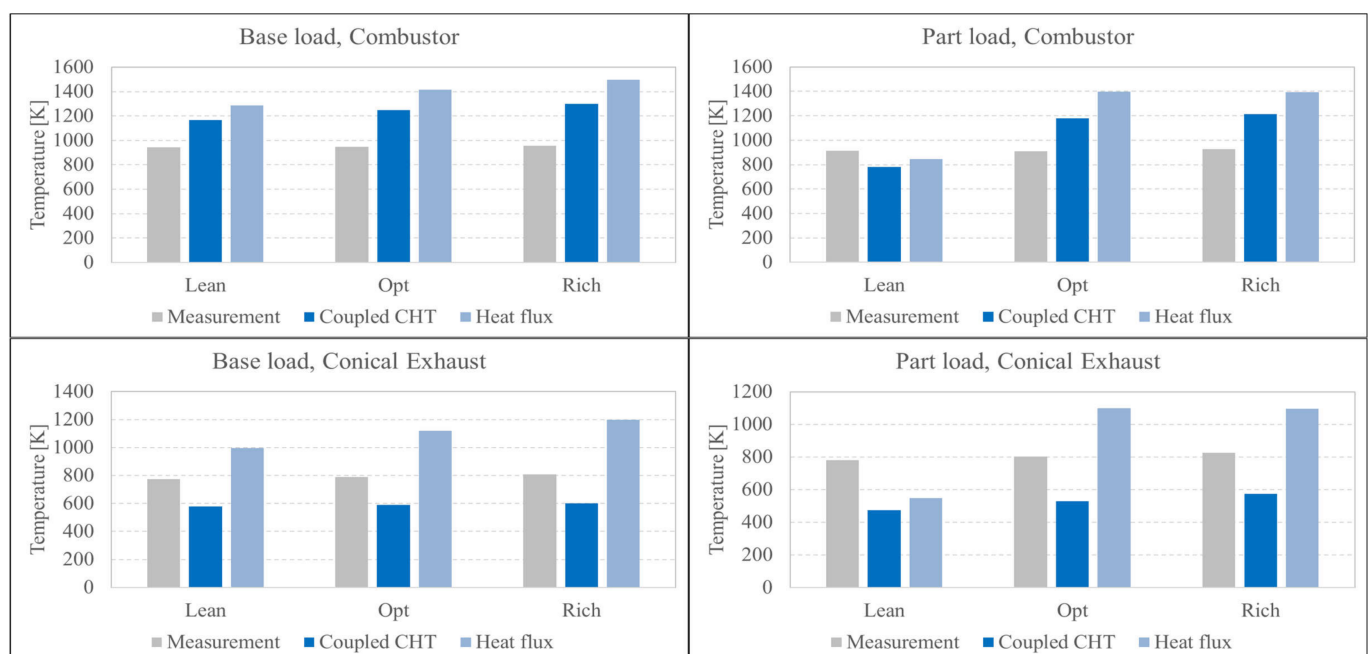 Base load, Combustor
Temperature [K]
1600
1400
1200
1000
800
600
400
200
0
Lean Opt Rich
Measurement Coupled CHT Heat flux
Part load, Combustor
Temperature [K]
1600
1400
1200
1000
800
600
400
200
0
Lean Opt Rich
Measurement Coupled CHT Heat flux
Base load, Conical Exhaust
Temperature [K]
1400
1200
1000
800
600
400
200
0
Lean Opt Rich
Measurement Coupled CHT Heat flux
Part load, Conical Exhaust
Temperature [K]
1200
1000
800
600
400
200
0
Lean Opt Rich
Measurement Coupled CHT Heat flux